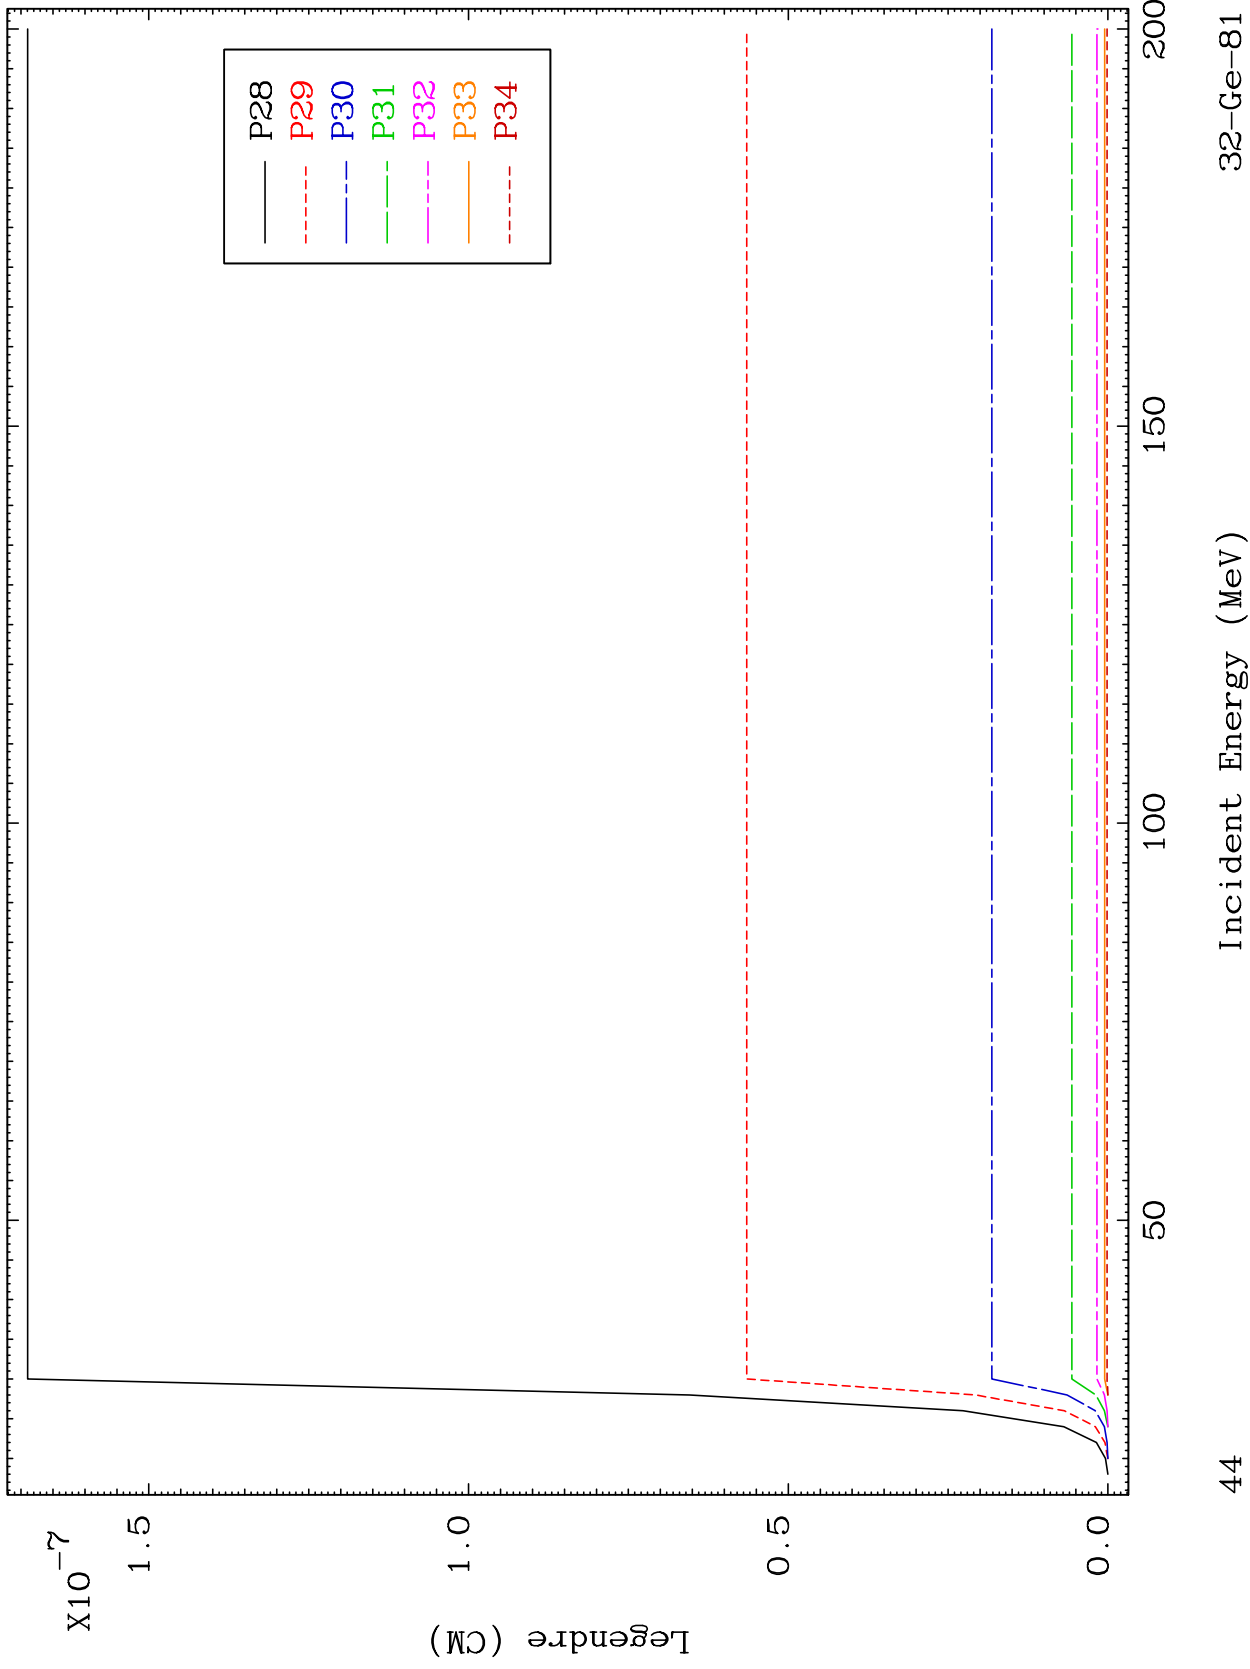 X10-7
1.5
1.0
0.5
0.0
Legendre (CM)
P28
P29
P30
P31
P32
P33
P34
50
100
150
200
Incident Energy (MeV)
44
32-Ge-81